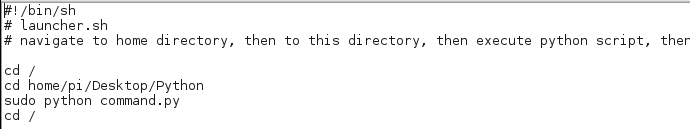 #!/bin/sh
# launcher.sh
# navigate to home directory, then to this directory, then execute python script, then
cd /
cd home/pi/Desktop/Python
sudo python command.py
cd /